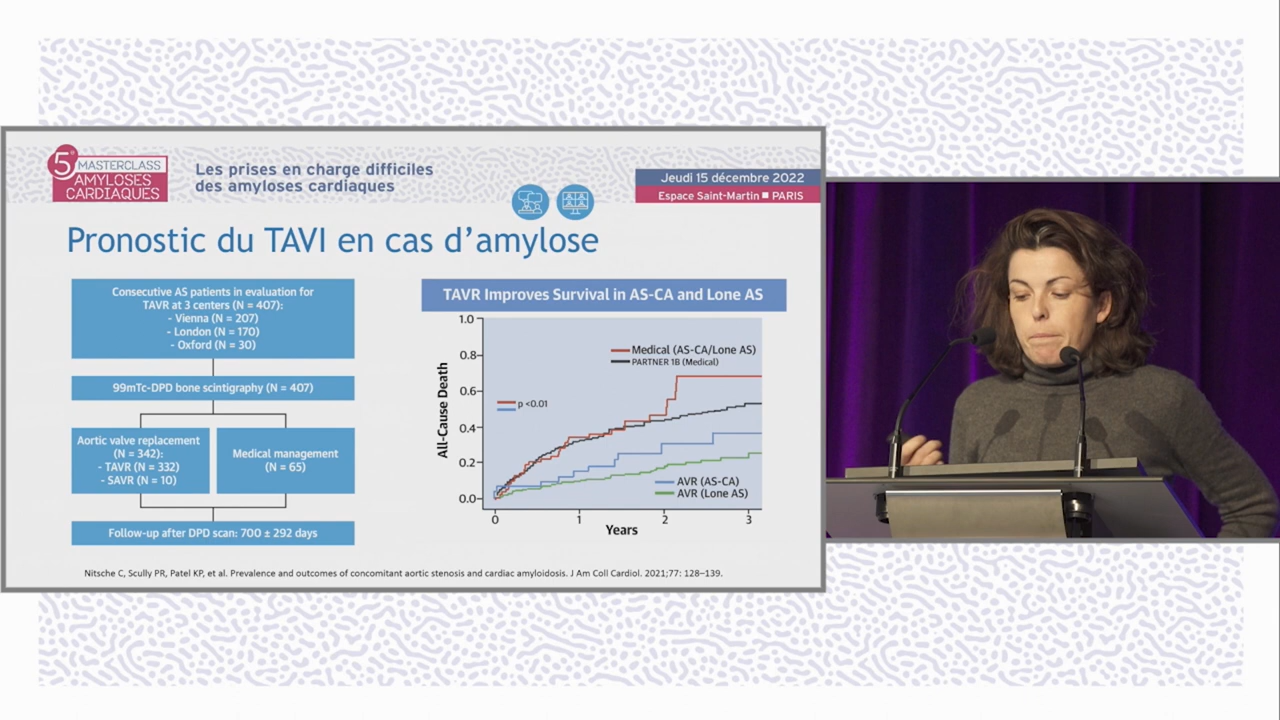 5e MASTERCLASS
AMYLOSES
CARDIAQUES
Les prises en charge difficiles
des amyloses cardiaques
Jeudi 15 décembre 2022
Espace Saint-Martin ■ PARIS
Pronostic du TAVI en cas d’amylose
Consecutive AS patients in evaluation for
TAVR at 3 centers (N = 407):
- Vienna (N = 207)
- London (N = 170)
- Oxford (N = 30)
99mTc-DPD bone scintigraphy (N = 407)
Aortic valve replacement
(N = 342):
- TAVR (N = 332)
- SAVR (N = 10)
Medical management
(N = 65)
Follow-up after DPD scan: 700 ± 292 days
TAVR Improves Survival in AS-CA and Lone AS
All-Cause Death
1.0
0.8
0.6
0.4
0.2
0.0
Medical (AS-CA/Lone AS)
PARTNER 1B (Medical)
p <0.01
AVR (AS-CA)
AVR (Lone AS)
0 1 2 3
Years
Nitsche C, Scully PR, Patel KP, et al. Prevalence and outcomes of concomitant aortic stenosis and cardiac amyloidosis. J Am Coll Cardiol. 2021;77: 128–139.